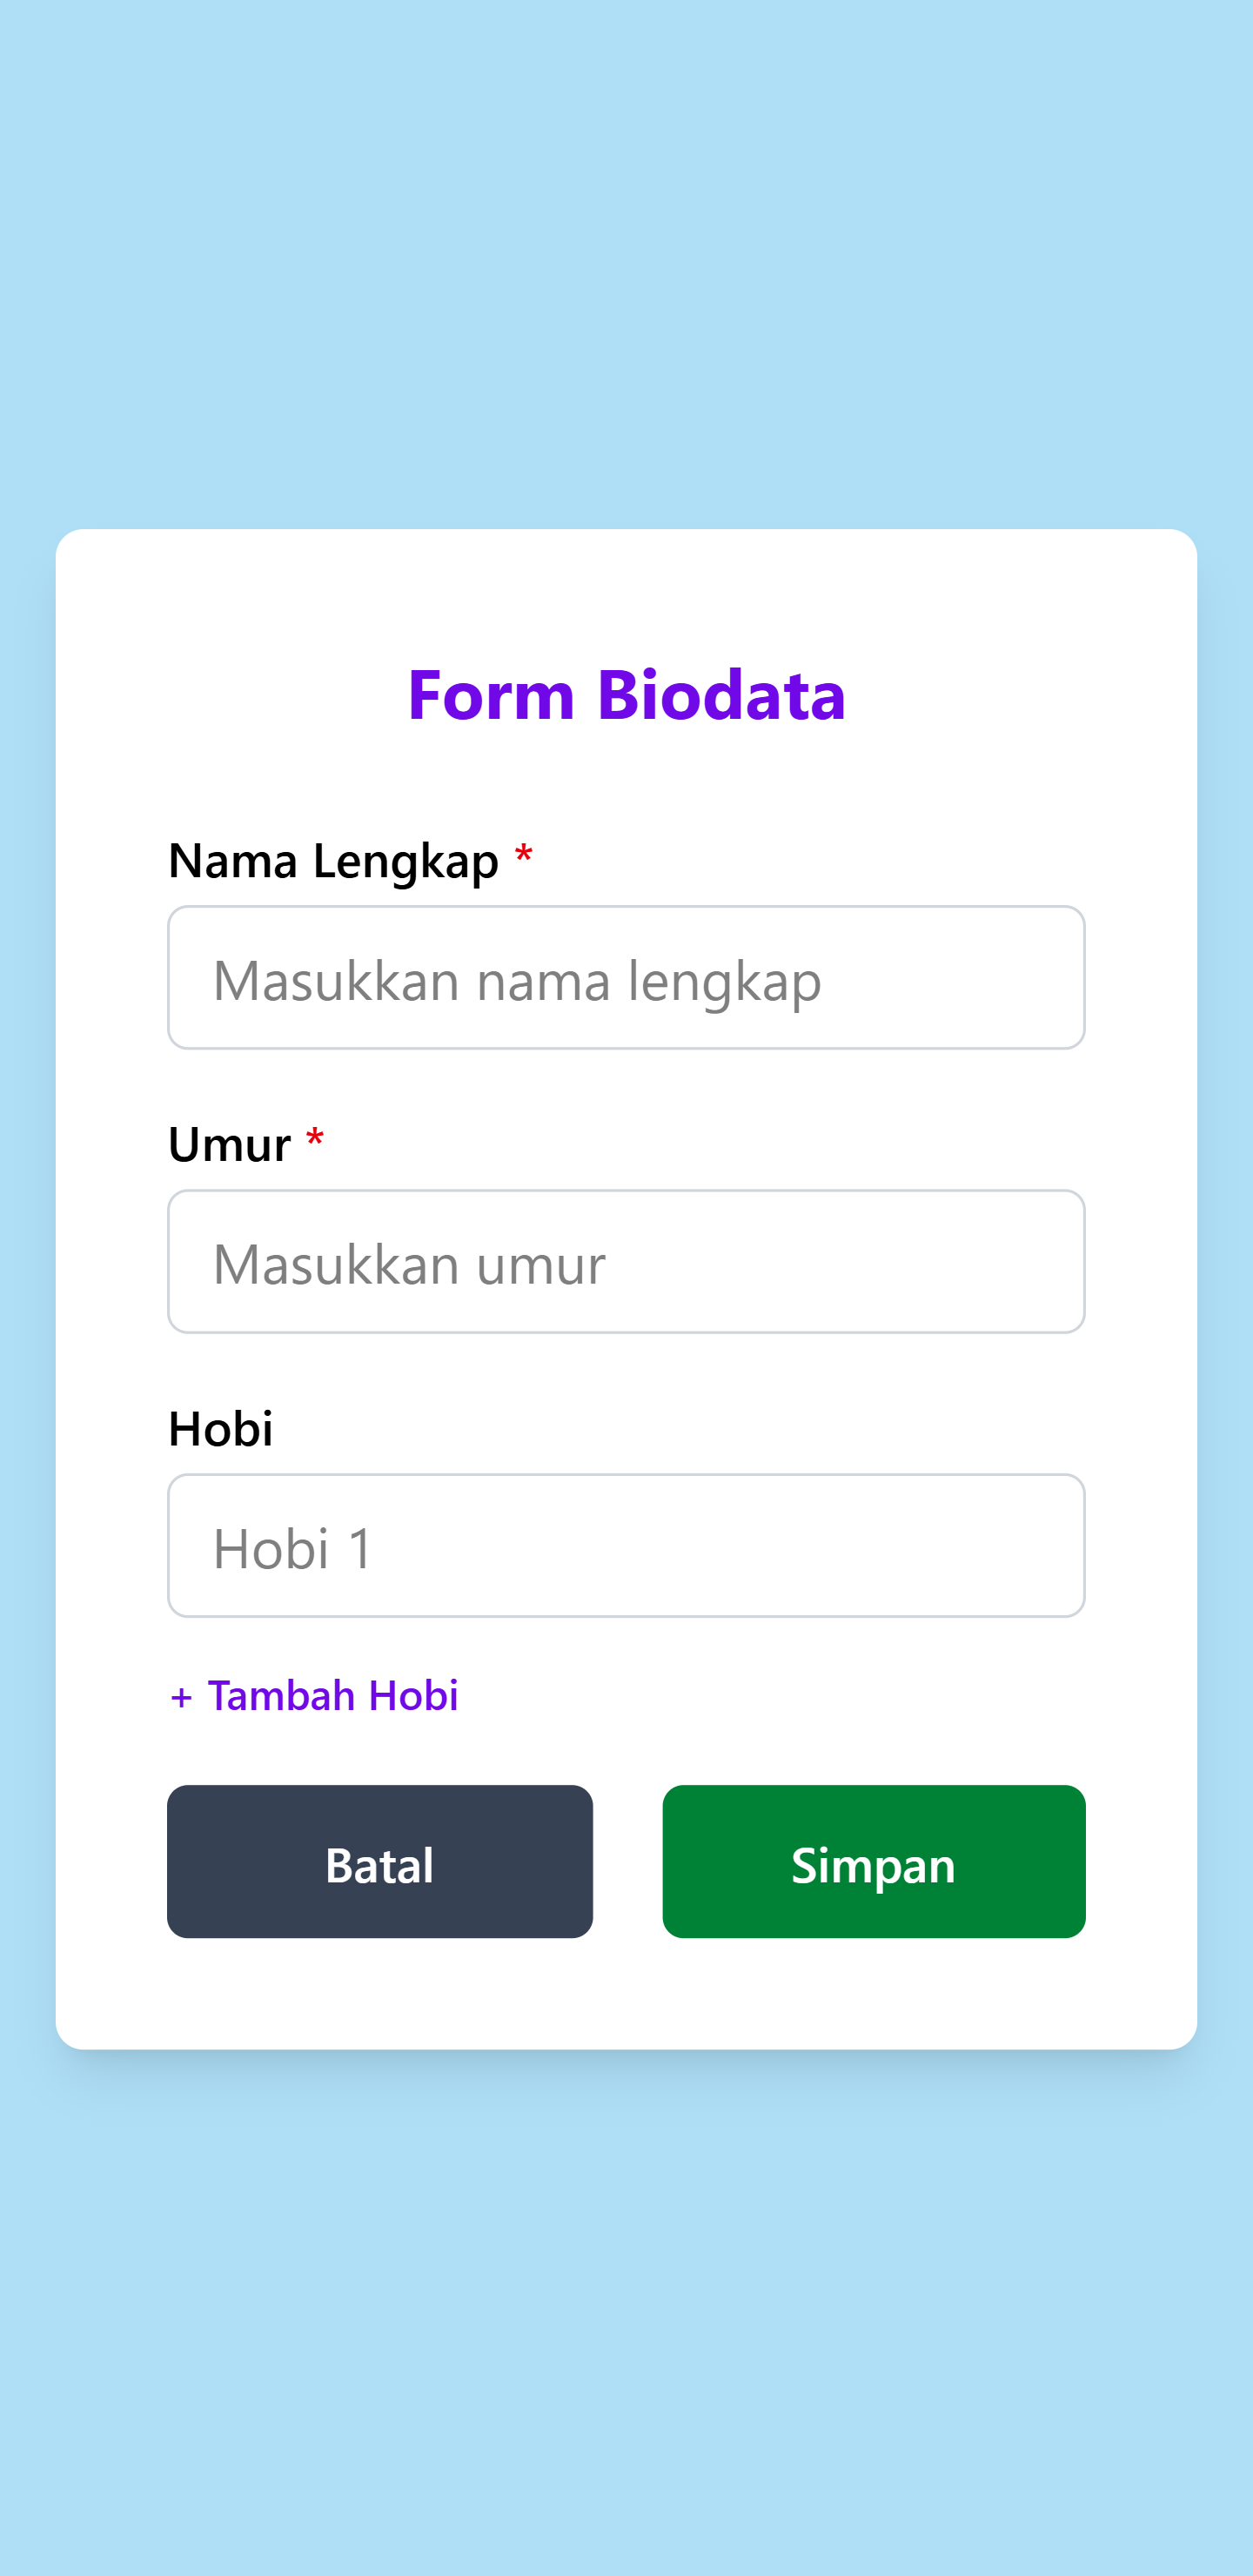 Form Biodata
Nama Lengkap *
Masukkan nama lengkap
Umur *
Masukkan umur
Hobi
Hobi 1
+ Tambah Hobi
Batal
Simpan